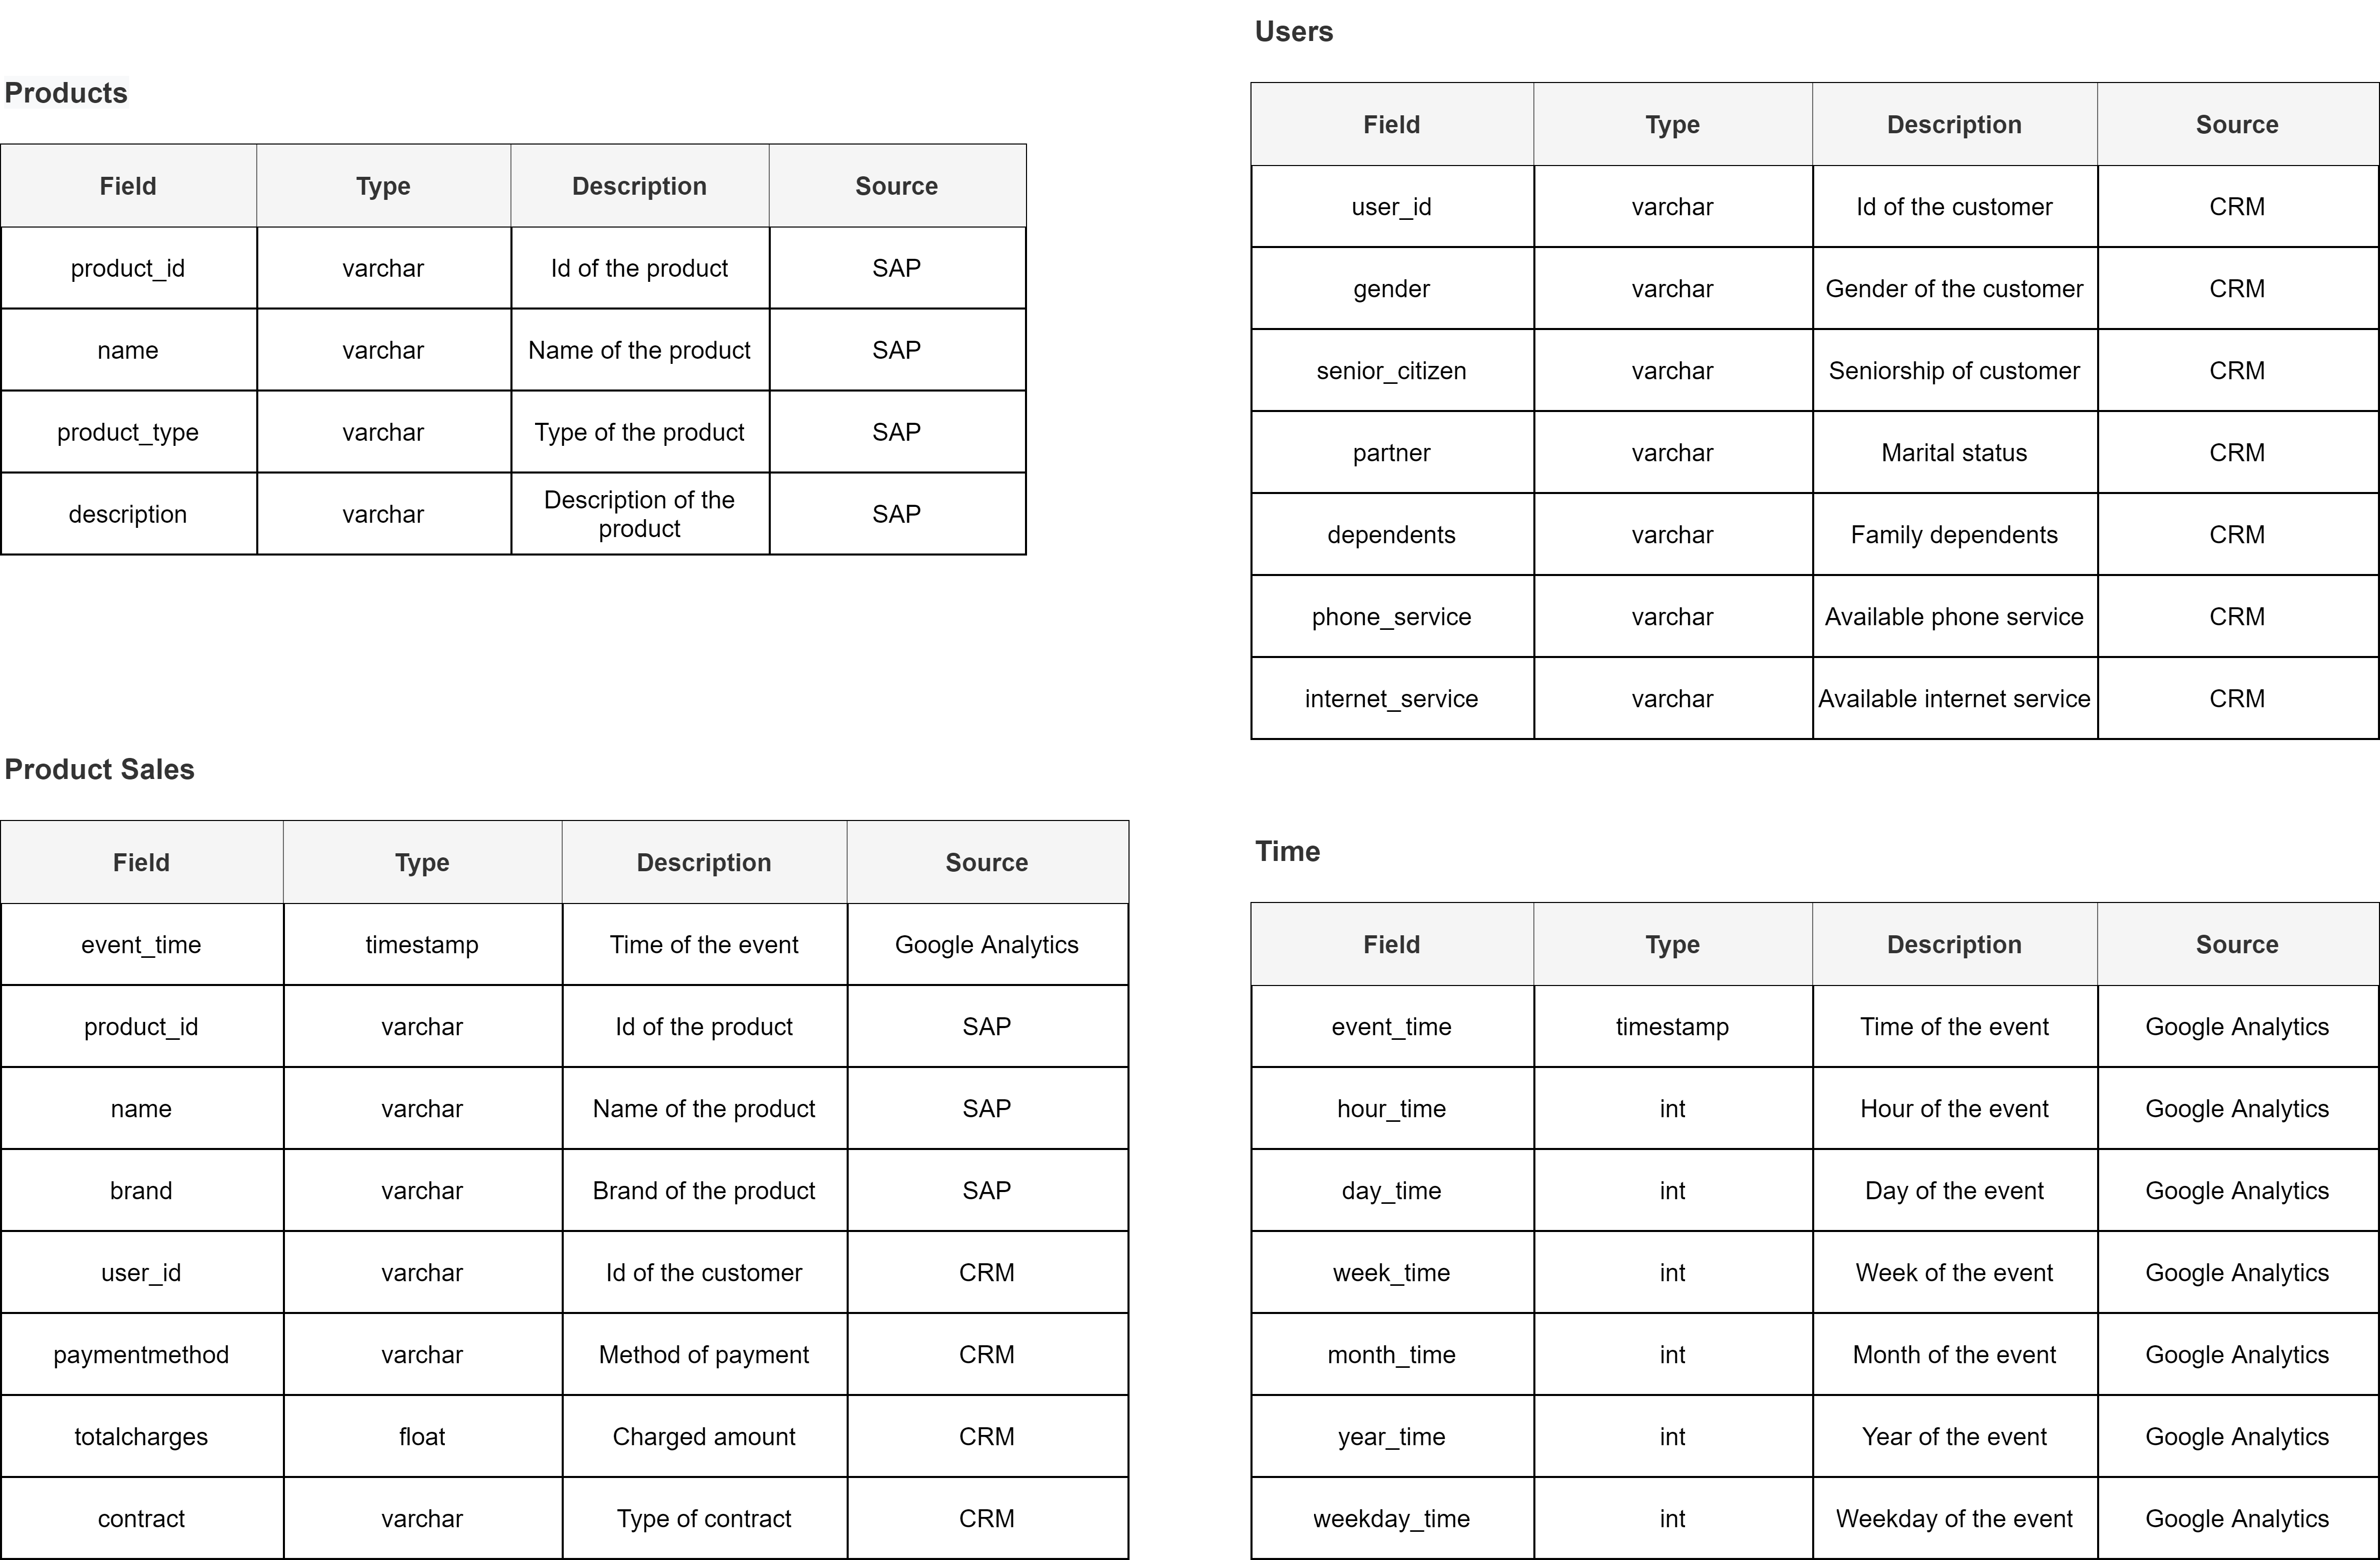 Products
Field Type Description Source
product_id varchar Id of the product SAP
name varchar Name of the product SAP
product_type varchar Type of the product SAP
description varchar Description of the product SAP
Users
Field Type Description Source
user_id varchar Id of the customer CRM
gender varchar Gender of the customer CRM
senior_citizen varchar Seniorship of customer CRM
partner varchar Marital status CRM
dependents varchar Family dependents CRM
phone_service varchar Available phone service CRM
internet_service varchar Available internet service CRM
Product Sales
Field Type Description Source
event_time timestamp Time of the event Google Analytics
product_id varchar Id of the product SAP
name varchar Name of the product SAP
brand varchar Brand of the product SAP
user_id varchar Id of the customer CRM
paymentmethod varchar Method of payment CRM
totalcharges float Charged amount CRM
contract varchar Type of contract CRM
Time
Field Type Description Source
event_time timestamp Time of the event Google Analytics
hour_time int Hour of the event Google Analytics
day_time int Day of the event Google Analytics
week_time int Week of the event Google Analytics
month_time int Month of the event Google Analytics
year_time int Year of the event Google Analytics
weekday_time int Weekday of the event Google Analytics